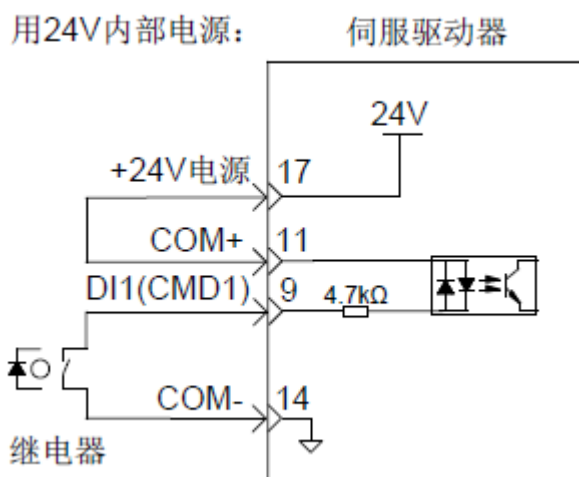 用24V内部电源：
伺服驱动器
24V
+24V电源 17
COM+ 11
DI1(CMD1) 9 4.7kΩ
COM- 14
继电器